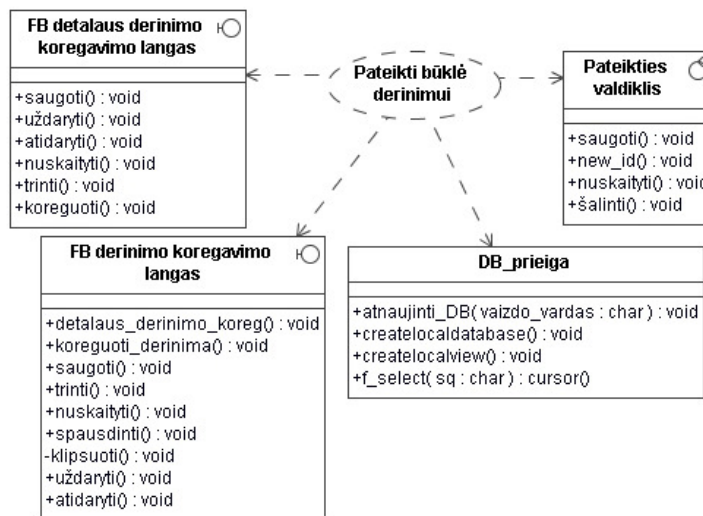 FB detalaus derinimo
koregavimo langas
+saugoti() : void
+uždaryti() : void
+atidaryti() : void
+nuskaityti() : void
+trinti() : void
+koreguoti() : void
Pateikti būklė
derinimui
Pateikties
valdiklis
+saugoti() : void
+new_id() : void
+nuskaityti() : void
+šalinti() : void
FB derinimo koregavimo
langas
+detalaus_derinimo_koreg() : void
+koreguoti_derinima() : void
+saugoti() : void
+trinti() : void
+nuskaityti() : void
+spausdinti() : void
-klipsuoti() : void
+uždaryti() : void
+atidaryti() : void
DB_prieiga
+atnaujinti_DB( vaizdo_vardas : char ) : void
+createlocaldatabase() : void
+createlocalview() : void
+f_select( sq : char ) : cursor()